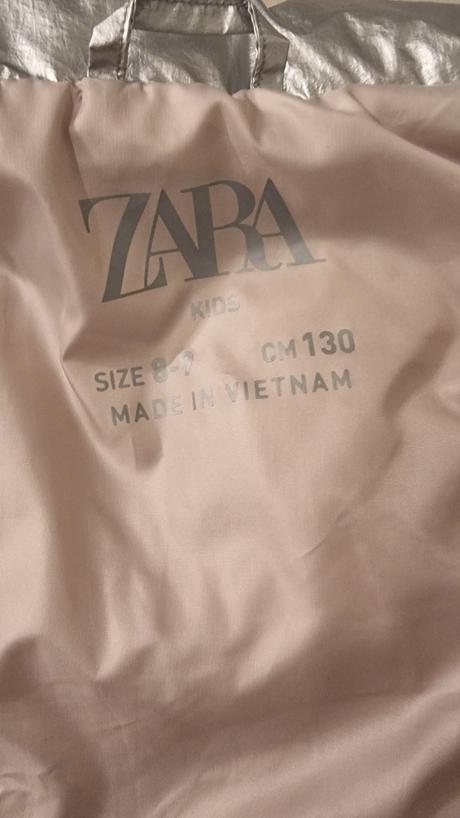 ZARA
KIDS
SIZE 8-9 CM 130
MADE IN VIETNAM